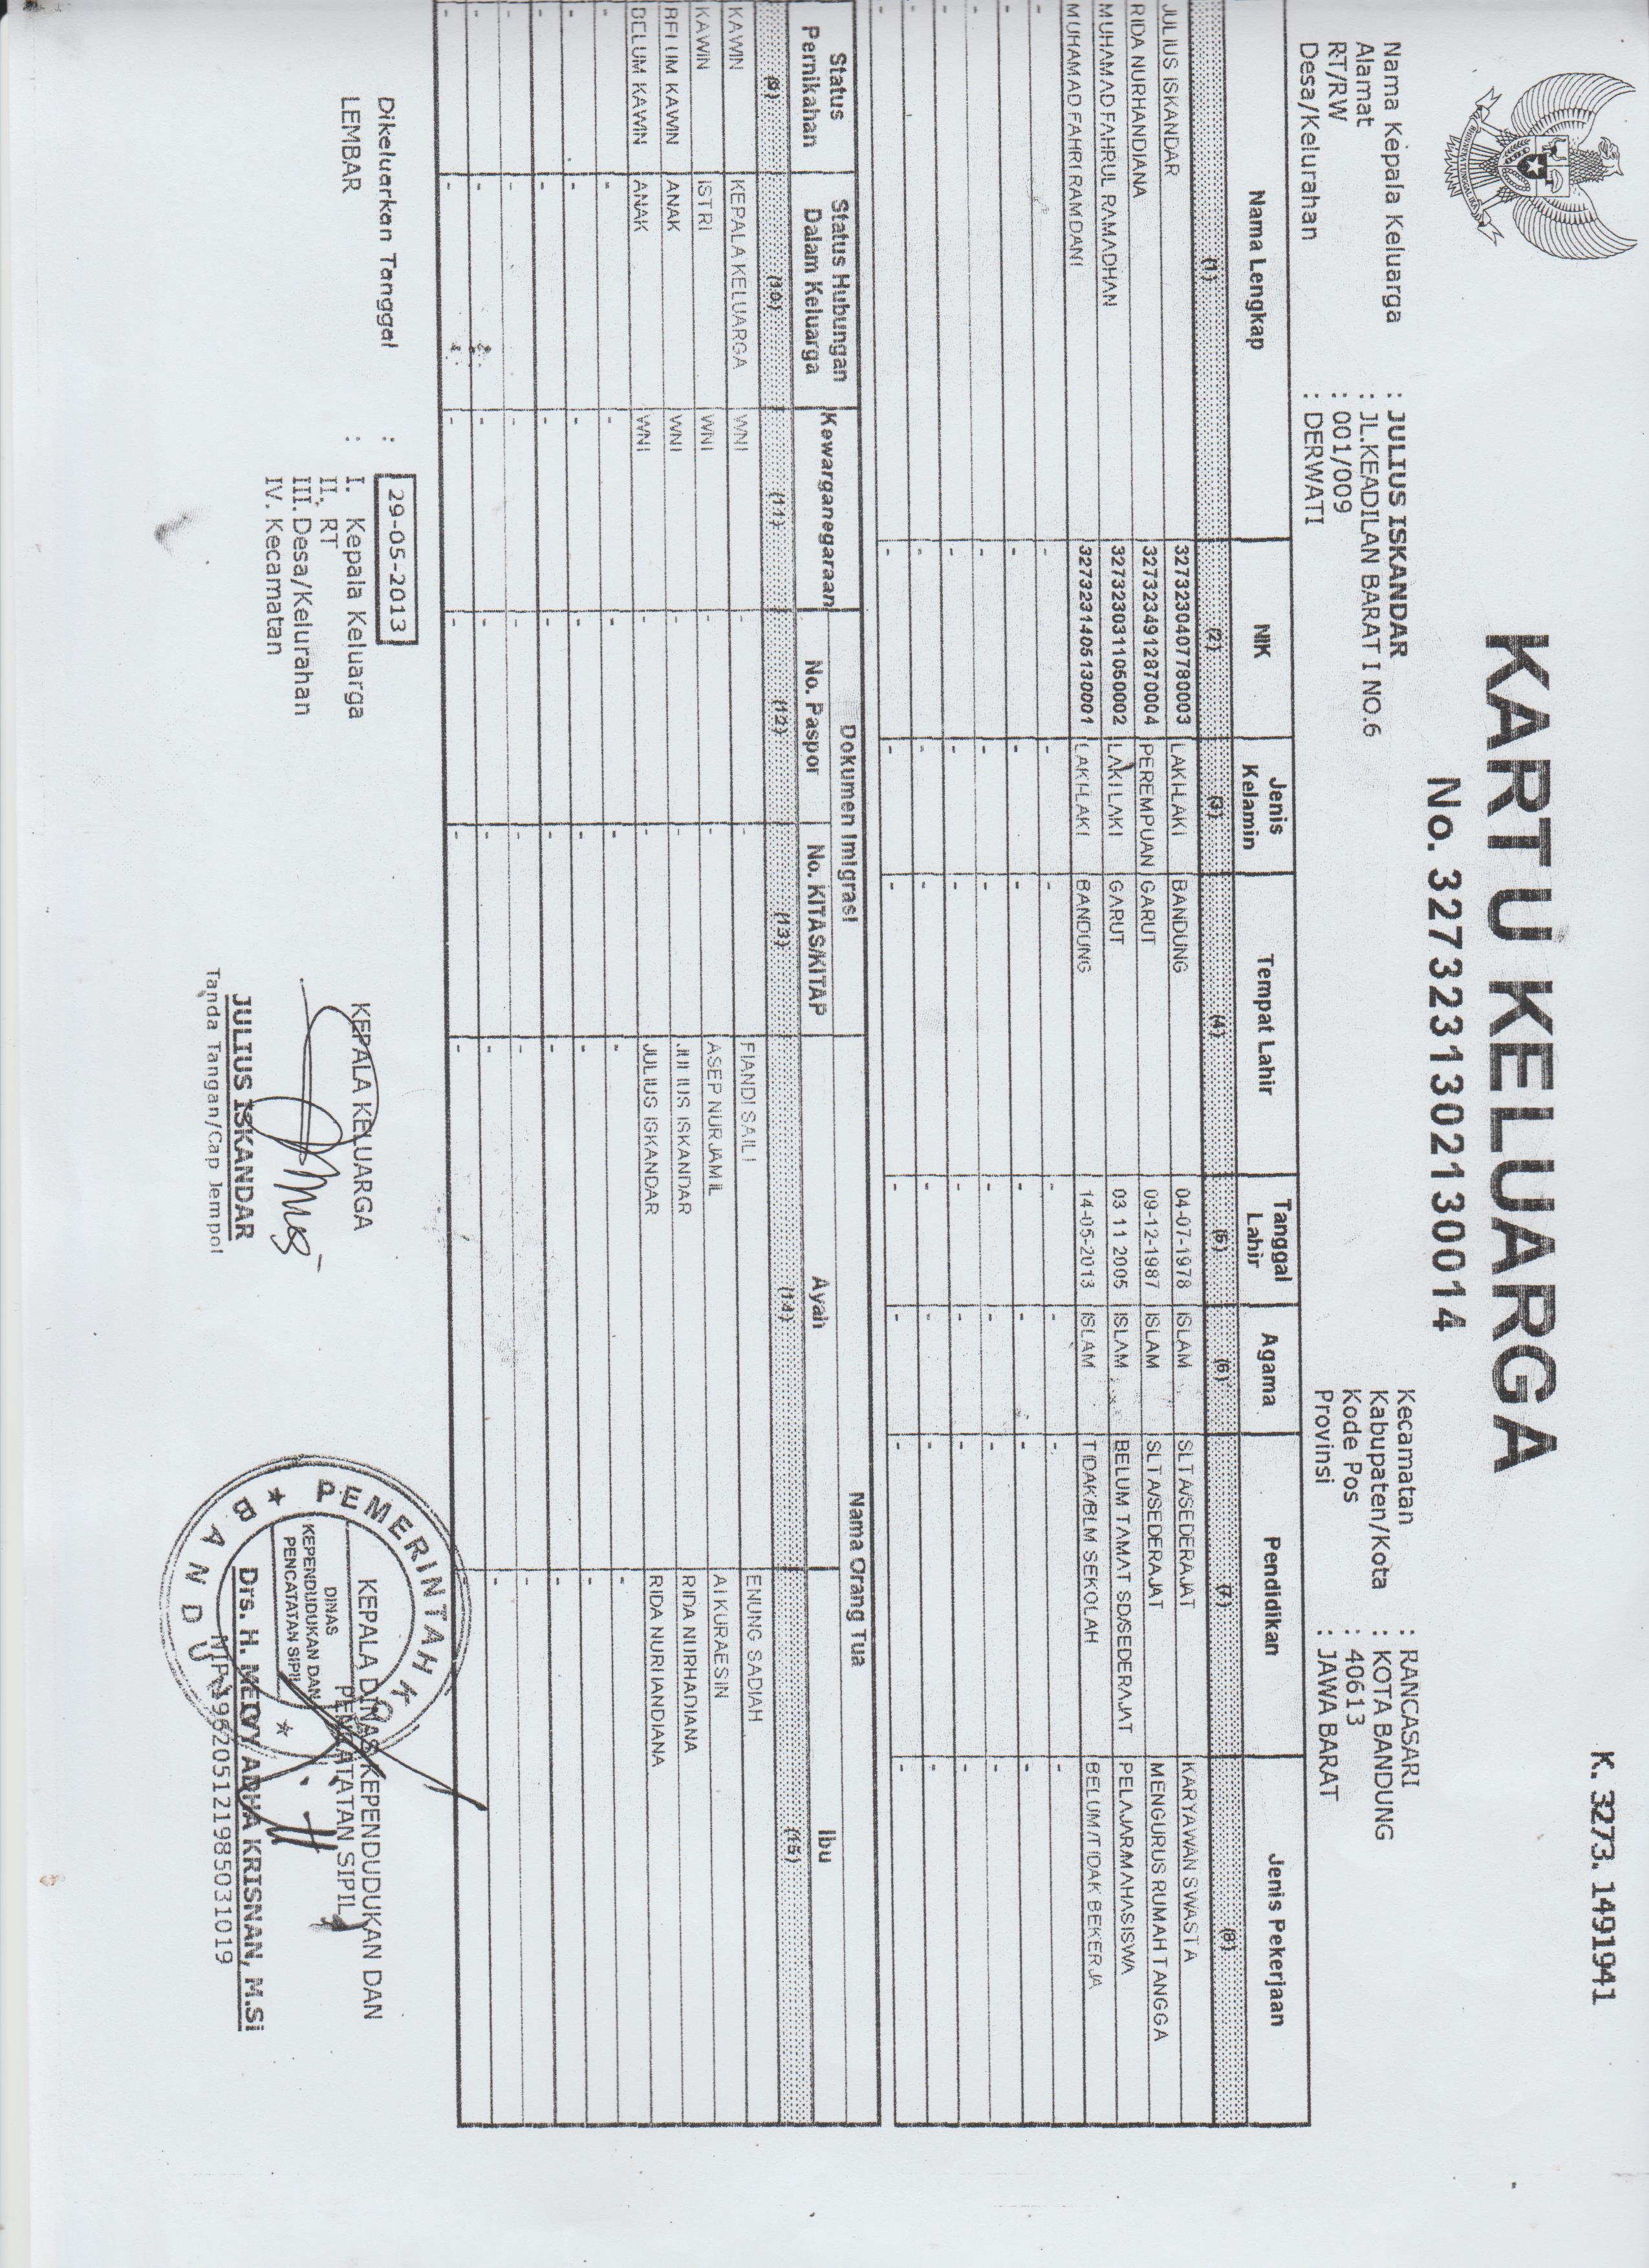 K. 3273. 1491941
BHINNEKA TUNGGAL IKA
KARTU KELUARGA
No. 3273231302130014
Nama Kepala Keluarga : JULIUS ISKANDAR
Alamat : JL.KEADILAN BARAT I NO.6
RT/RW : 001/009
Desa/Kelurahan : DERWATI
Kecamatan : RANCASARI
Kabupaten/Kota : KOTA BANDUNG
Kode Pos : 40613
Provinsi : JAWA BARAT
Nama Lengkap NIK Jenis Kelamin Tempat Lahir Tanggal Lahir Agama Pendidikan Jenis Pekerjaan
(1) (2) (3) (4) (5) (6) (7) (8)
JULIUS ISKANDAR 3273230407780003 LAKI-LAKI BANDUNG 04-07-1978 ISLAM SLTA/SEDERAJAT KARYAWAN SWASTA
RIDA NURHANDIANA 3273234912870004 PEREMPUAN GARUT 09-12-1987 ISLAM SLTA/SEDERAJAT MENGURUS RUMAH TANGGA
MUHAMAD FAHRUL RAMADHAN 3273230311050002 LAKI LAKI GARUT 03 11 2005 ISLAM BELUM TAMAT SD/SEDERAJAT PELAJAR/MAHASISWA
MUHAMAD FAHRI RAMDANI 3273231405130001 LAKI-LAKI BANDUNG 14-05-2013 ISLAM TIDAK/BLM SEKOLAH BELUM/TIDAK BEKERJA
- - - - - - - -
- - - - - - - -
- - - - - - - -
- - - - - - - -
- - - - - - - -
- - - - - - - -
Status Pernikahan Status Hubungan Dalam Keluarga Kewarganegaraan Dokumen Imigrasi Nama Orang Tua
No. Paspor No. KITAS/KITAP Ayah Ibu
(9) (10) (11) (12) (13) (14) (15)
KAWIN KEPALA KELUARGA WNI - - FIANDI SAILI ENUNG SADIAH
KAWIN ISTRI WNI - - ASEP NURJAMIL AI KURAESIN
BELUM KAWIN ANAK WNI - - JULIUS ISKANDAR RIDA NURHADIANA
BELUM KAWIN ANAK WNI - - JULIUS ISKANDAR RIDA NURHANDIANA
- - - - - - -
- - - - - - -
- - - - - - -
- - - - - - -
- - - - - - -
- - - - - -
Dikeluarkan Tanggal : 29-05-2013
LEMBAR : I. Kepala Keluarga
II. RT
III. Desa/Kelurahan
IV. Kecamatan
KEPALA KELUARGA
JULIUS ISKANDAR
Tanda Tangan/Cap Jempol
KEPALA DINAS KEPENDUDUKAN DAN
PENCATATAN SIPIL
PEMERINTAH KOTA
DINAS
KEPENDUDUKAN DAN
PENCATATAN SIPIL
BANDUNG
Drs. H. MEIVY ADHA KRISNAN, M.Si
NIP.196205121985031019